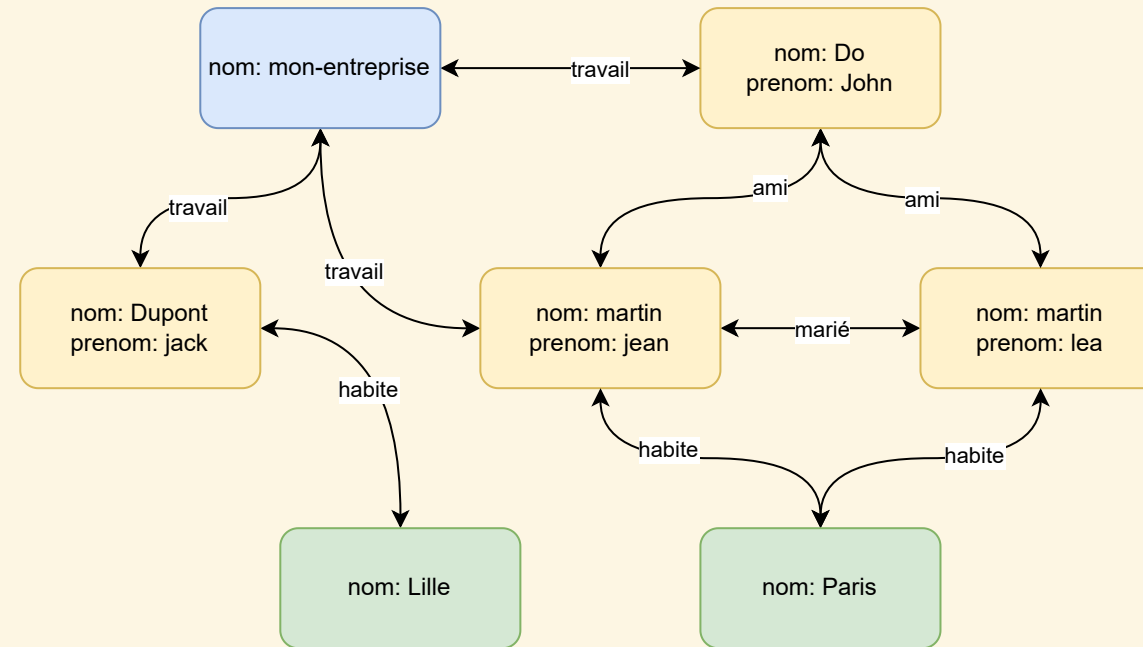 nom: mon-entreprise
travail
nom: Do
prenom: John
travail
travail
ami
ami
nom: Dupont
prenom: jack
nom: martin
prenom: jean
marié
nom: martin
prenom: lea
habite
habite
habite
nom: Lille
nom: Paris